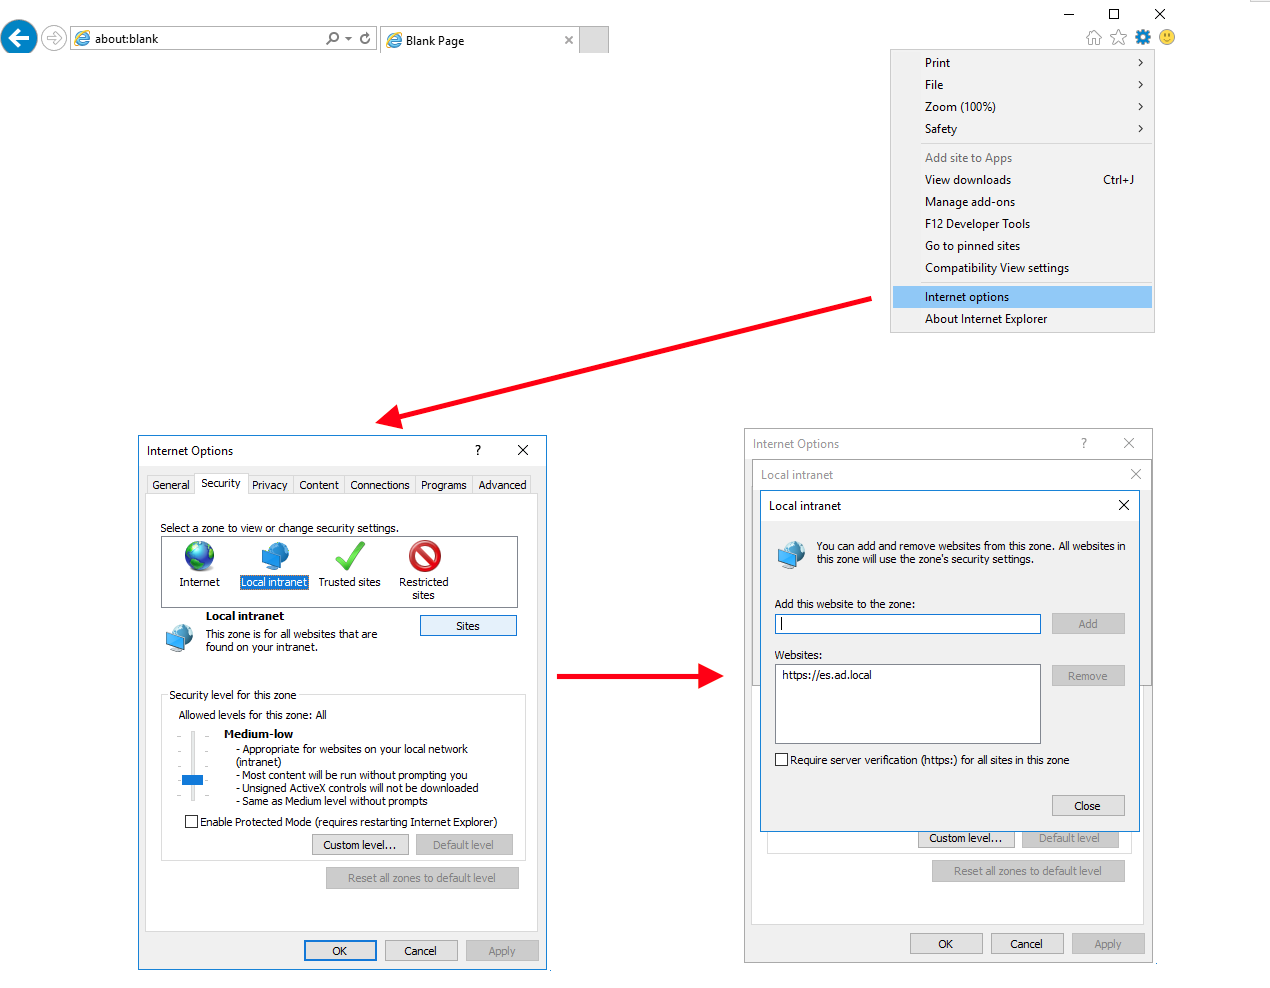 about:blank
Blank Page
Print
File
Zoom (100%)
Safety
Add site to Apps
View downloads Ctrl+J
Manage add-ons
F12 Developer Tools
Go to pinned sites
Compatibility View settings
Internet options
About Internet Explorer
Internet Options ?
General Security Privacy Content Connections Programs Advanced
Select a zone to view or change security settings.
Internet Local intranet Trusted sites Restricted
sites
Local intranet
Sites
This zone is for all websites that are
found on your intranet.
Security level for this zone
Allowed levels for this zone: All
Medium-low
- Appropriate for websites on your local network
(intranet)
- Most content will be run without prompting you
- Unsigned ActiveX controls will not be downloaded
- Same as Medium level without prompts
Enable Protected Mode (requires restarting Internet Explorer)
Custom level... Default level
Reset all zones to default level
OK Cancel Apply
Internet Options ?
Local intranet
Local intranet
You can add and remove websites from this zone. All websites in
this zone will use the zone's security settings.
Add this website to the zone:
Add
Websites:
https://es.ad.local
Remove
Require server verification (https:) for all sites in this zone
Close
Custom level... Default level
Reset all zones to default level
OK Cancel Apply